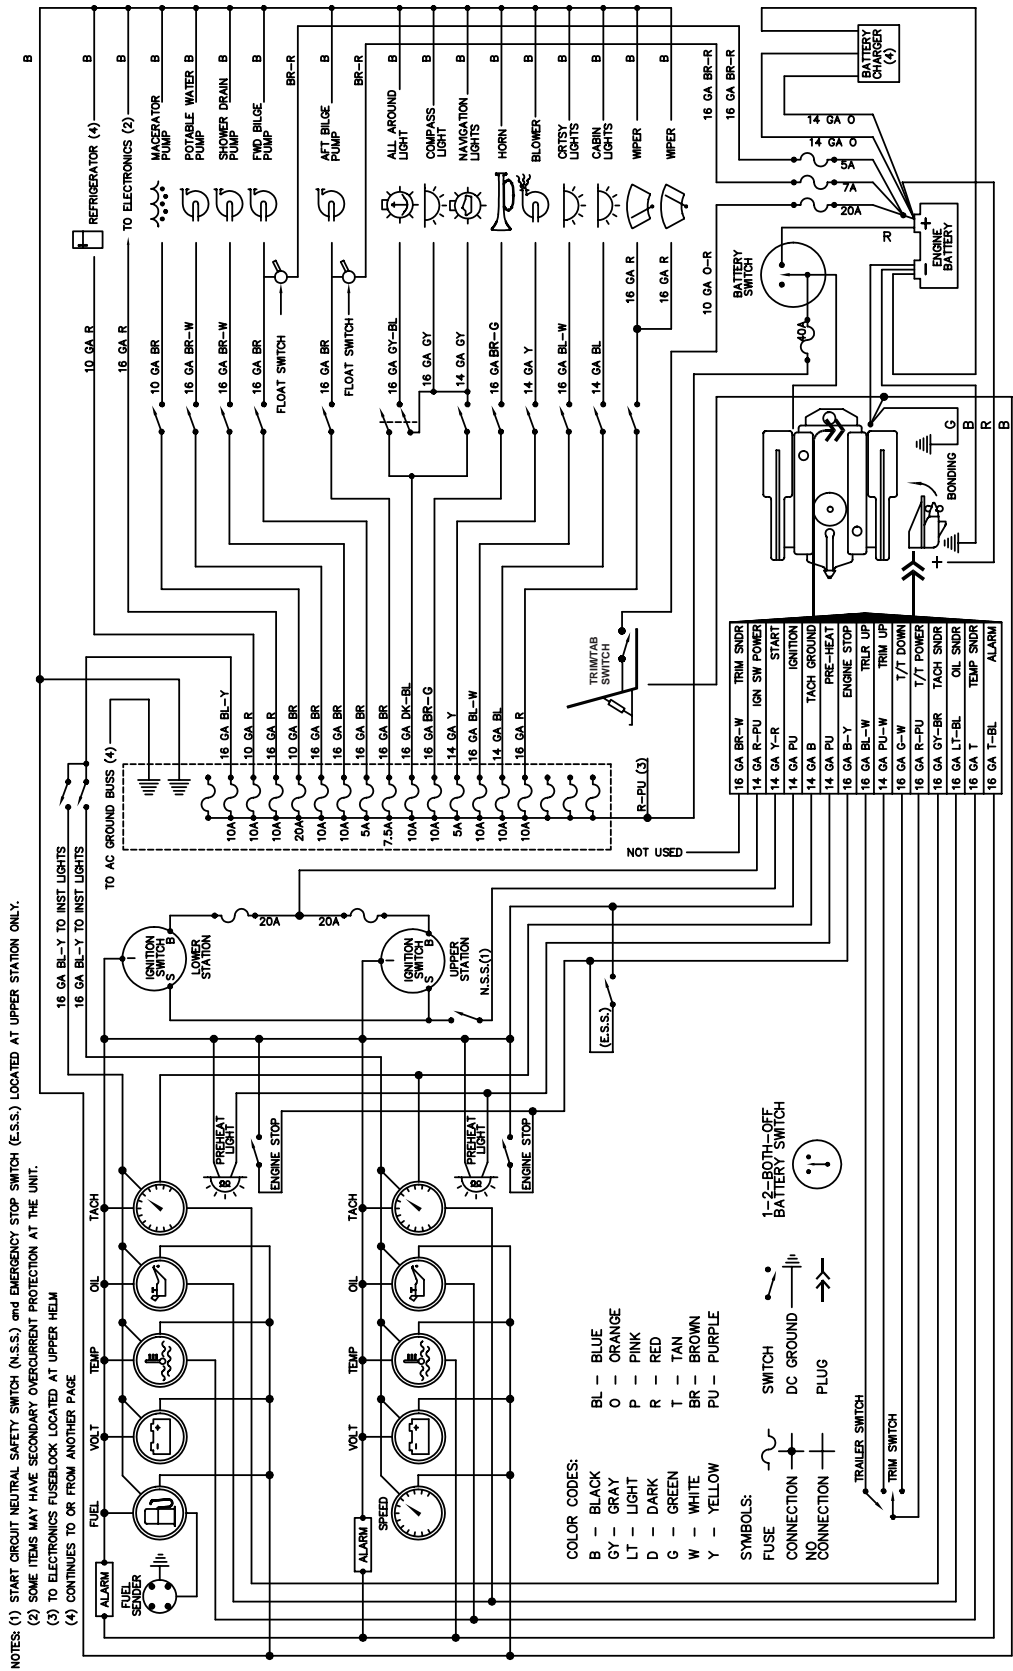 NOTES: (1) START CIRCUIT NEUTRAL SAFETY SWITCH (N.S.S.) and EMERGENCY STOP SWITCH (E.S.S.) LOCATED AT UPPER STATION ONLY.
(2) SOME ITEMS MAY HAVE SECONDARY OVERCURRENT PROTECTION AT THE UNIT.
(3) TO ELECTRONICS FUSEBLOCK LOCATED AT UPPER HELM
(4) CONTINUES TO OR FROM ANOTHER PAGE
B
B
B
B
B
B
B
BR-R
B
BR-R
B
B
B
B
B
B
B
B
B
16 GA BR-R
16 GA BR-R
REFRIGERATOR (4)
TO ELECTRONICS (2)
MACERATOR
PUMP
POTABLE WATER
PUMP
SHOWER DRAIN
PUMP
FWD BILGE
PUMP
AFT BILGE
PUMP
ALL AROUND
LIGHT
COMPASS
LIGHT
NAVIGATION
LIGHTS
HORN
BLOWER
CRTSY
LIGHTS
CABIN
LIGHTS
WIPER
WIPER
BATTERY
CHARGER
(4)
14 GA O
14 GA O
5A
7A
20A
R
+
−
ENGINE
BATTERY
BATTERY
SWITCH
40A
10 GA O-R
10 GA R
16 GA R
10 GA BR
16 GA BR-W
16 GA BR-W
16 GA BR
FLOAT SWITCH
16 GA BR
FLOAT SWITCH
16 GA GY-BL
16 GA GY
14 GA GY
16 GA BR-G
14 GA Y
16 GA BL-W
14 GA BL
16 GA R
16 GA R
G
B
R
B
BONDING
+
TRIM/TAB
SWITCH
TO AC GROUND BUSS (4)
16 GA BL-Y
10 GA R
16 GA R
10 GA BR
16 GA BR
16 GA BR
16 GA BR
16 GA BR
16 GA DK-BL
16 GA BR-G
14 GA Y
16 GA BL-W
14 GA BL
16 GA R
10A
10A
10A
20A
10A
10A
5A
7.5A
10A
10A
5A
10A
10A
10A
R-PU (3)
NOT USED
16 GA BR-W TRIM SNDR
14 GA R-PU IGN SW POWER
14 GA Y-R START
14 GA PU IGNITION
14 GA B TACH GROUND
14 GA PU PRE-HEAT
16 GA B-Y ENGINE STOP
16 GA BL-W TRLR UP
14 GA PU-W TRIM UP
16 GA G-W T/T DOWN
16 GA R-PU T/T POWER
16 GA GY-BR TACH SNDR
16 GA LT-BL OIL SNDR
16 GA T TEMP SNDR
16 GA T-BL ALARM
16 GA BL-Y TO INST LIGHTS
16 GA BL-Y TO INST LIGHTS
IGNITION
SWITCH
I
B
S
LOWER
STATION
20A
20A
IGNITION
SWITCH
I
B
S
UPPER
STATION
N.S.S.(1)
(E.S.S.)
PREHEAT
LIGHT
ENGINE STOP
PREHEAT
LIGHT
ENGINE STOP
TACH
OIL
TEMP
VOLT
FUEL
ALARM
FUEL
SENDER
TACH
OIL
TEMP
VOLT
SPEED
ALARM
COLOR CODES:
B – BLACK
GY – GRAY
LT – LIGHT
D – DARK
G – GREEN
W – WHITE
Y – YELLOW
BL – BLUE
O – ORANGE
P – PINK
R – RED
T – TAN
BR – BROWN
PU – PURPLE
SYMBOLS:
FUSE
CONNECTION
NO
CONNECTION
SWITCH
DC GROUND
PLUG
1-2-BOTH-OFF
BATTERY SWITCH
TRAILER SWITCH
TRIM SWITCH